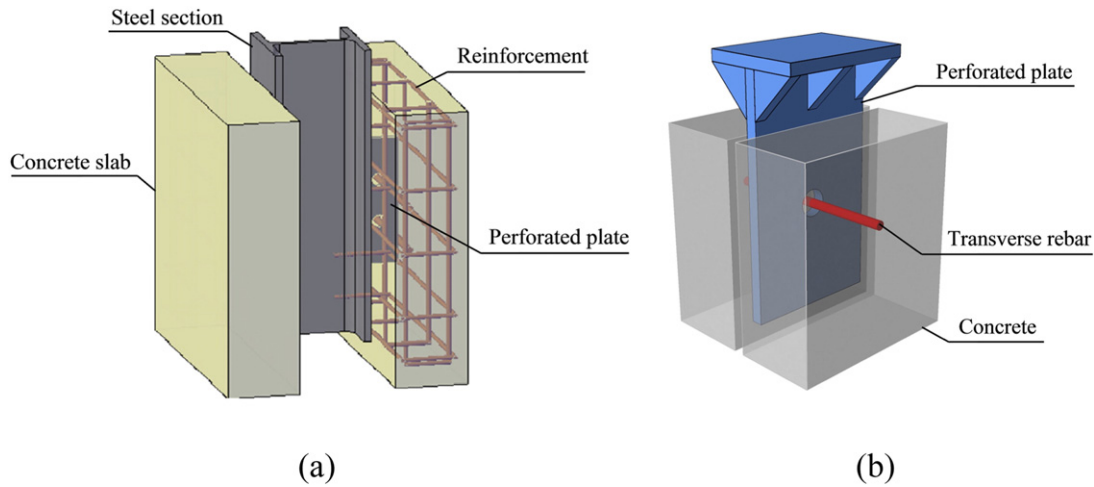 Steel section
Reinforcement
Concrete slab
Perforated plate
(a)
Perforated plate
Transverse rebar
Concrete
(b)